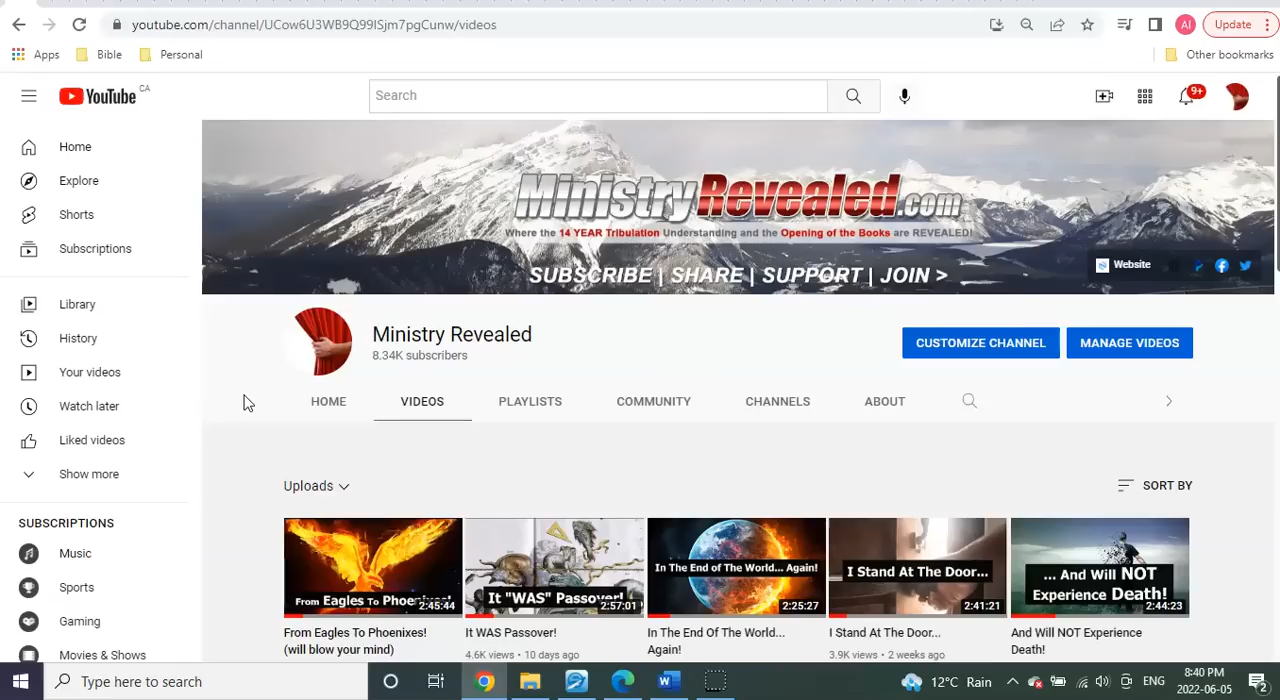 youtube.com/channel/UCow6U3WB9Q99ISjm7pgCunw/videos
AI
Update
Apps
Bible
Personal
Other bookmarks
YouTube CA
Search
9+
Home
Explore
Shorts
Subscriptions
Library
History
Your videos
Watch later
Liked videos
Show more
SUBSCRIPTIONS
Music
Sports
Gaming
Movies & Shows
MinistryRevealed.com
Where the 14 YEAR Tribulation Understanding and the Opening of the Books are REVEALED!
SUBSCRIBE | SHARE | SUPPORT | JOIN >
Website
Ministry Revealed
8.34K subscribers
CUSTOMIZE CHANNEL
MANAGE VIDEOS
HOME
VIDEOS
PLAYLISTS
COMMUNITY
CHANNELS
ABOUT
Uploads
SORT BY
From Eagles To Phoenixes!
2:45:44
It "WAS" Passover!
2:57:01
In The End Of The World... Again!
2:25:27
I Stand At The Door...
2:41:21
... And Will NOT
Experience Death!
2:44:23
From Eagles To Phoenixes!
(will blow your mind)
It WAS Passover!
4.6K views • 10 days ago
In The End Of The World...
Again!
I Stand At The Door...
3.9K views • 2 weeks ago
And Will NOT Experience
Death!
Type here to search
12°C Rain
ENG
8:40 PM
2022-06-05
2